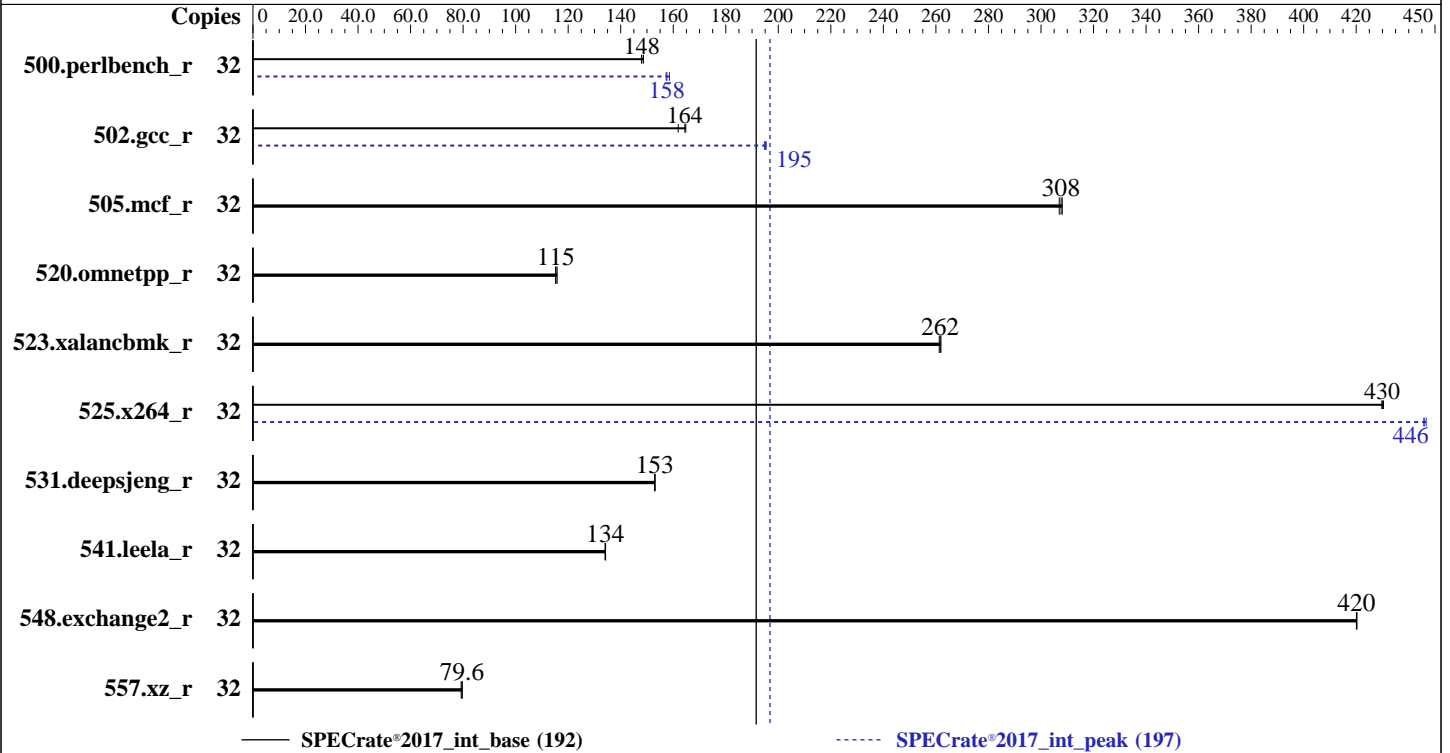 Copies 0 20.0 40.0 60.0 80.0 100 120 140 160 180 200 220 240 260 280 300 320 340 360 380 400 420 450
148
500.perlbench_r 32
158
164
502.gcc_r 32
195
308
505.mcf_r 32
115
520.omnetpp_r 32
262
523.xalancbmk_r 32
430
525.x264_r 32
446
153
531.deepsjeng_r 32
134
541.leela_r 32
420
548.exchange2_r 32
79.6
557.xz_r 32
SPECrate®2017_int_base (192) SPECrate®2017_int_peak (197)